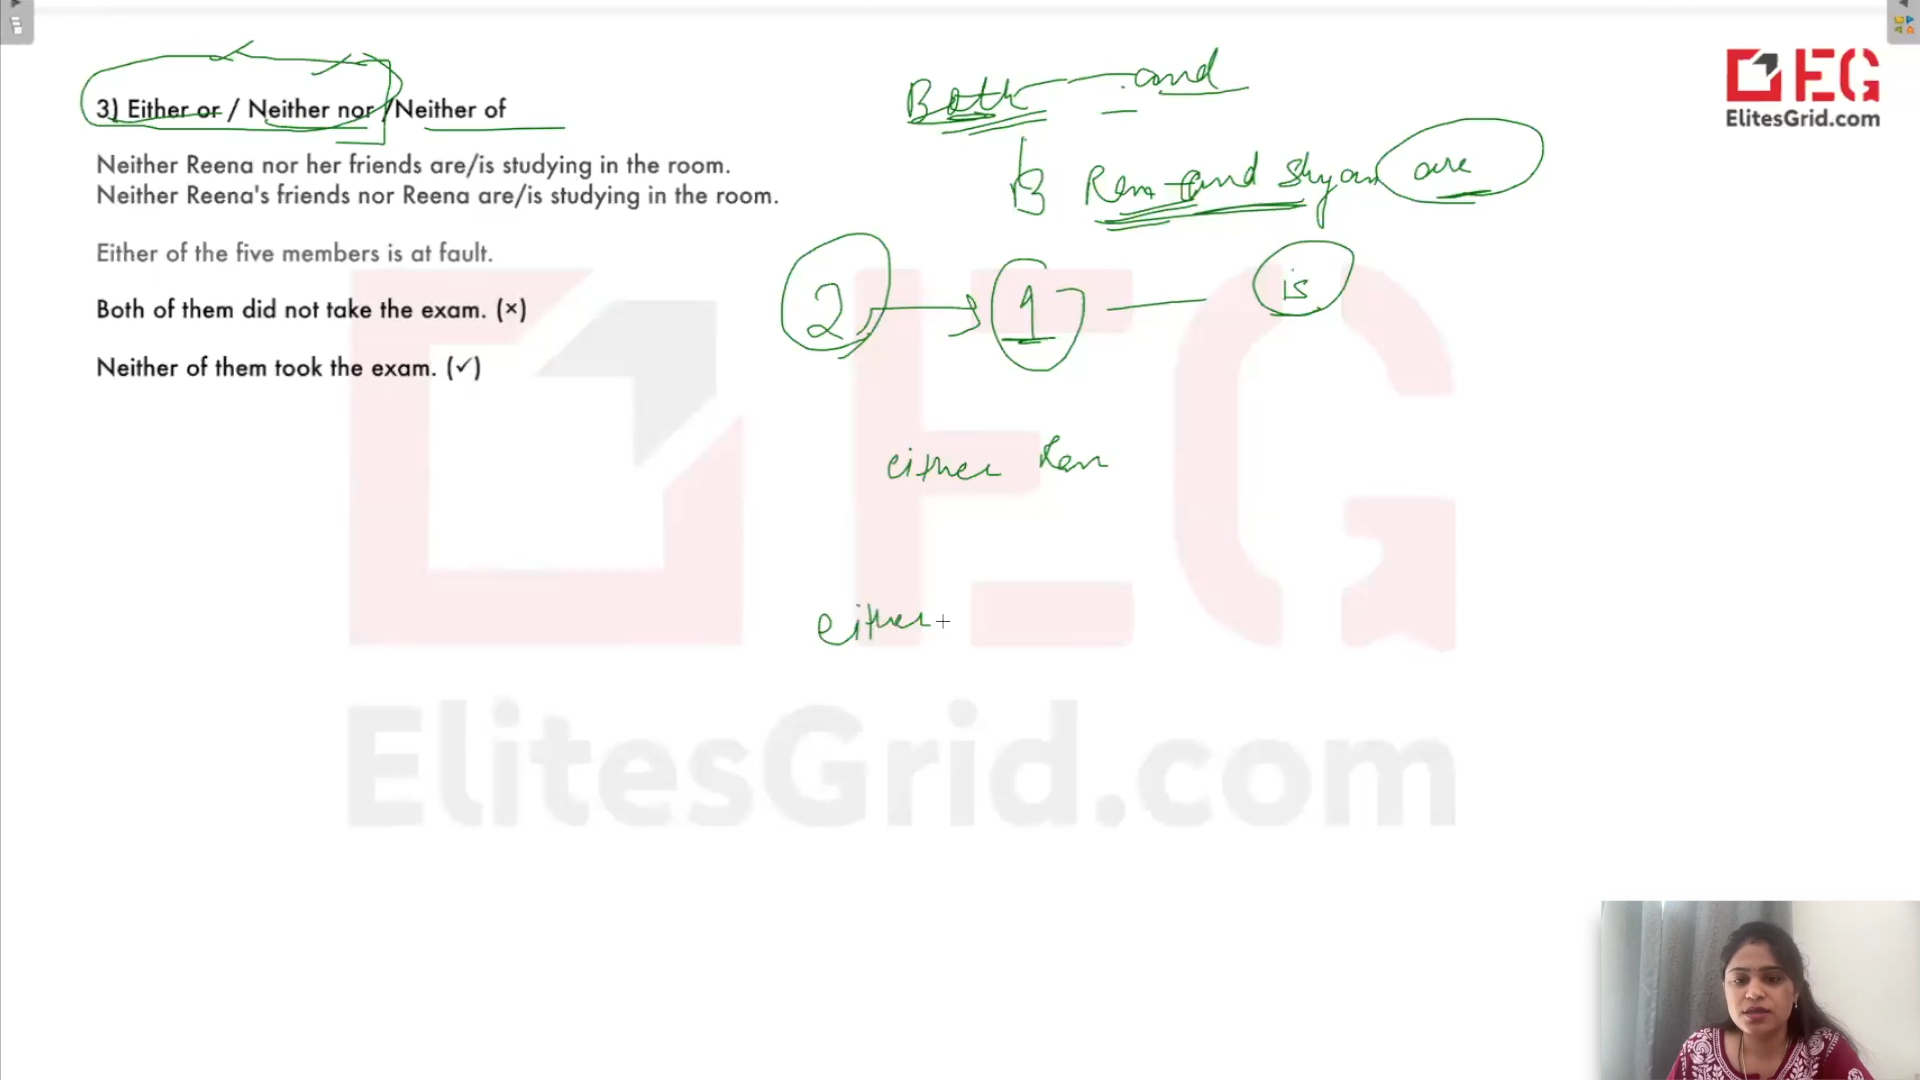 3) Either or / Neither nor /Neither of
Neither Reena nor her friends are/is studying in the room.
Neither Reena's friends nor Reena are/is studying in the room.
Either of the five members is at fault.
Both of them did not take the exam. (×)
Neither of them took the exam. (✓)
Both and
Ram and Shyam are
2 1 is
either Ram
either
EG
ElitesGrid.com
EG
ElitesGrid.com